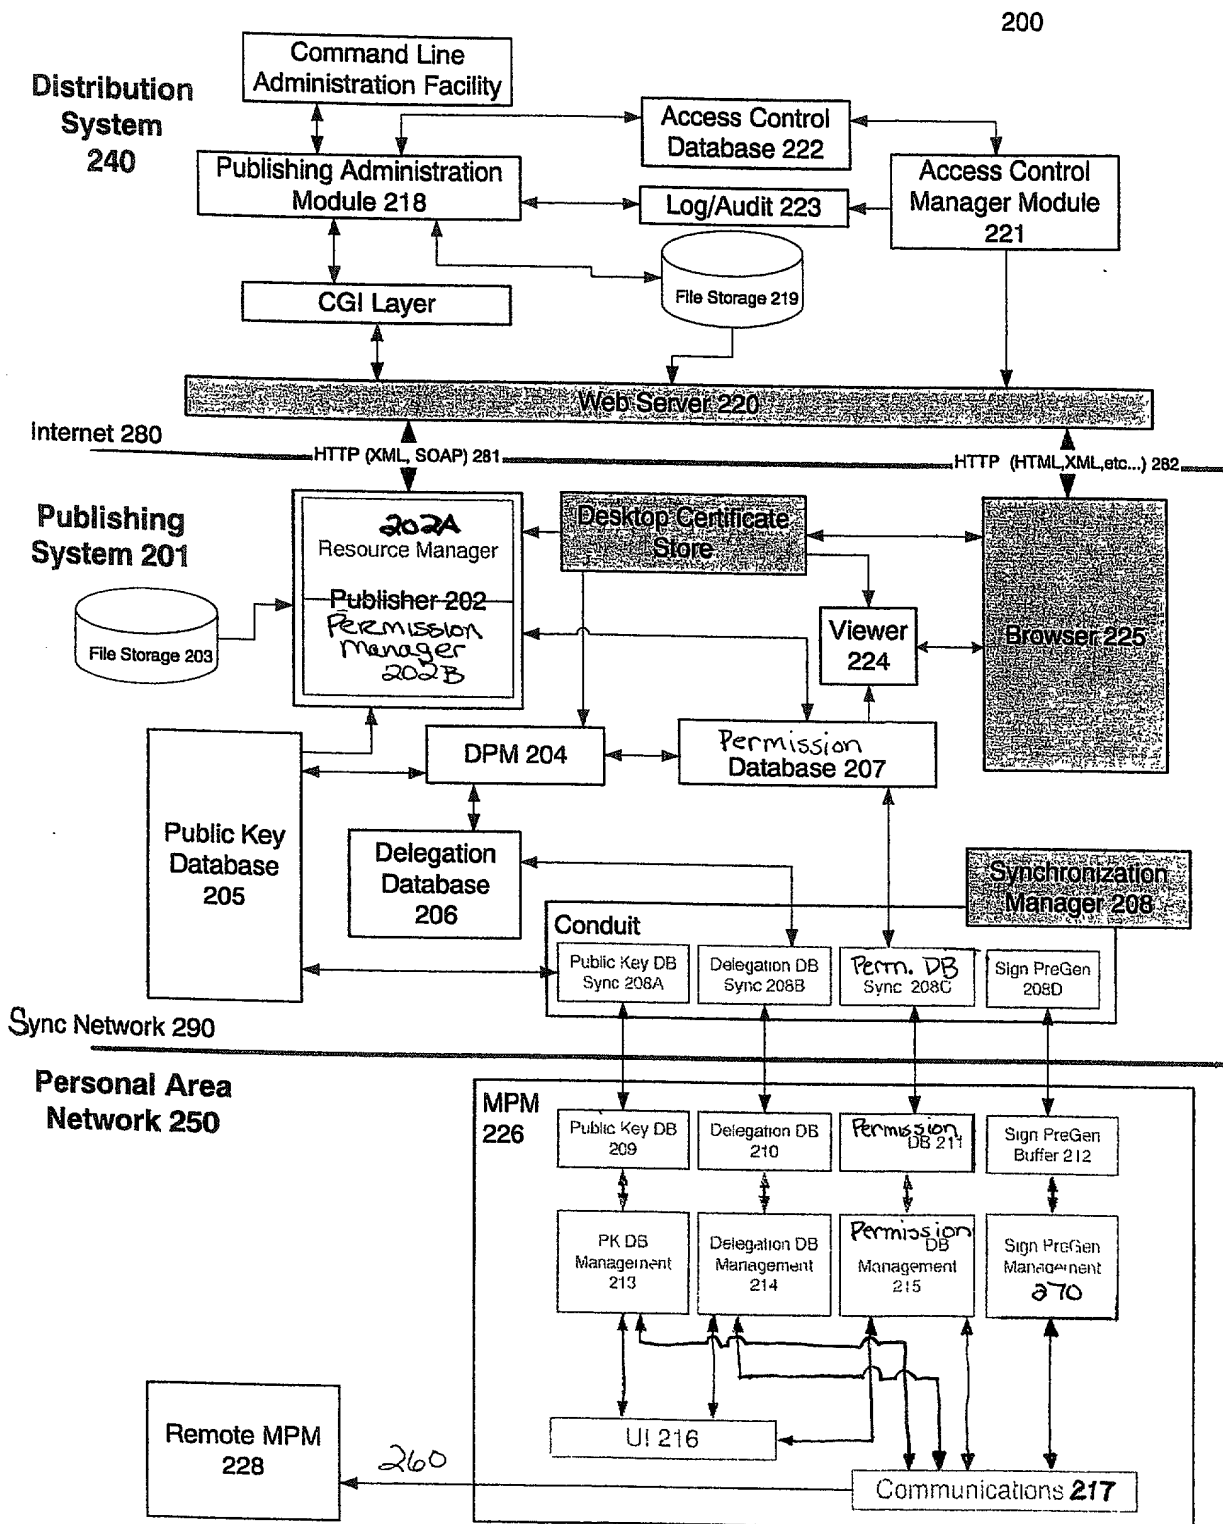 200
Command Line
Administration Facility
Distribution
System
240
Access Control
Database 222
Publishing Administration
Module 218
Access Control
Manager Module
221
Log/Audit 223
File Storage 219
CGI Layer
Web Server 220
Internet 280
HTTP (XML, SOAP) 281
HTTP (HTML,XML,etc...) 282
Publishing
System 201
202A
Resource Manager
Publisher 202
Permission
Manager
202B
Desktop Certificate
Store
File Storage 203
Viewer
224
Browser 225
DPM 204
Permission
Database 207
Public Key
Database
205
Delegation
Database
206
Synchronization
Manager 208
Conduit
Public Key DB
Sync 208A
Delegation DB
Sync 208B
Perm. DB
Sync 208C
Sign PreGen
208D
Sync Network 290
Personal Area
Network 250
MPM
226
Public Key DB
209
Delegation DB
210
Permission
DB 211
Sign PreGen
Buffer 212
PK DB
Management
213
Delegation DB
Management
214
Permission
DB
Management
215
Sign PreGen
Management
270
UI 216
Remote MPM
228
260
Communications 217